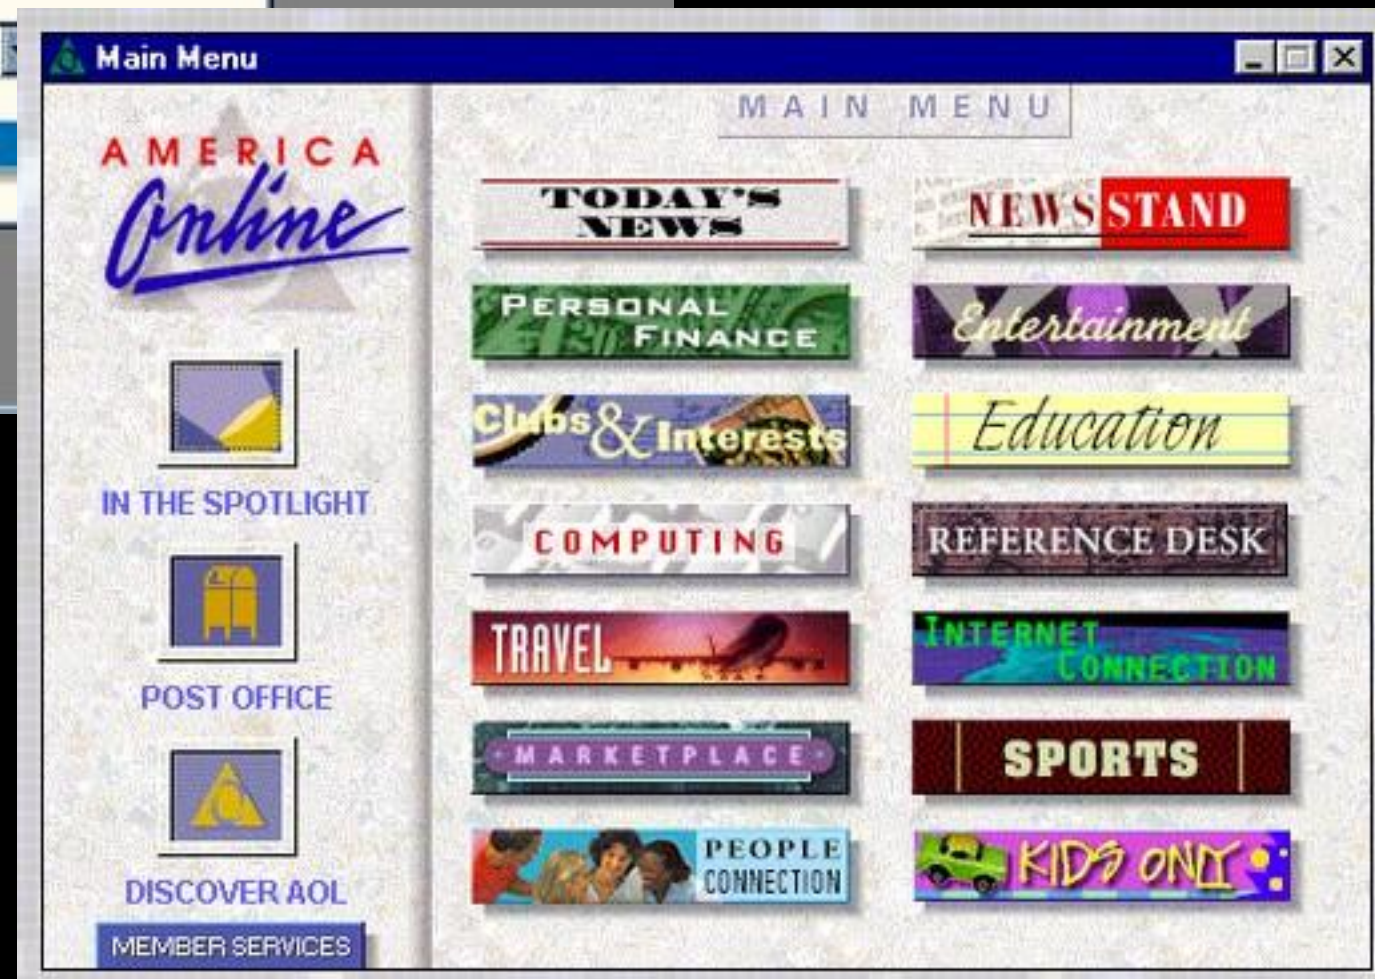 Main Menu
AMERICA
Online
IN THE SPOTLIGHT
POST OFFICE
DISCOVER AOL
MEMBER SERVICES
MAIN MENU
TODAY'S
NEWS
NEWSSTAND
PERSONAL
FINANCE
Entertainment
Clubs & Interests
Education
COMPUTING
REFERENCE DESK
TRAVEL
INTERNET
CONNECTION
MARKETPLACE
SPORTS
PEOPLE
CONNECTION
KIDS ONLY